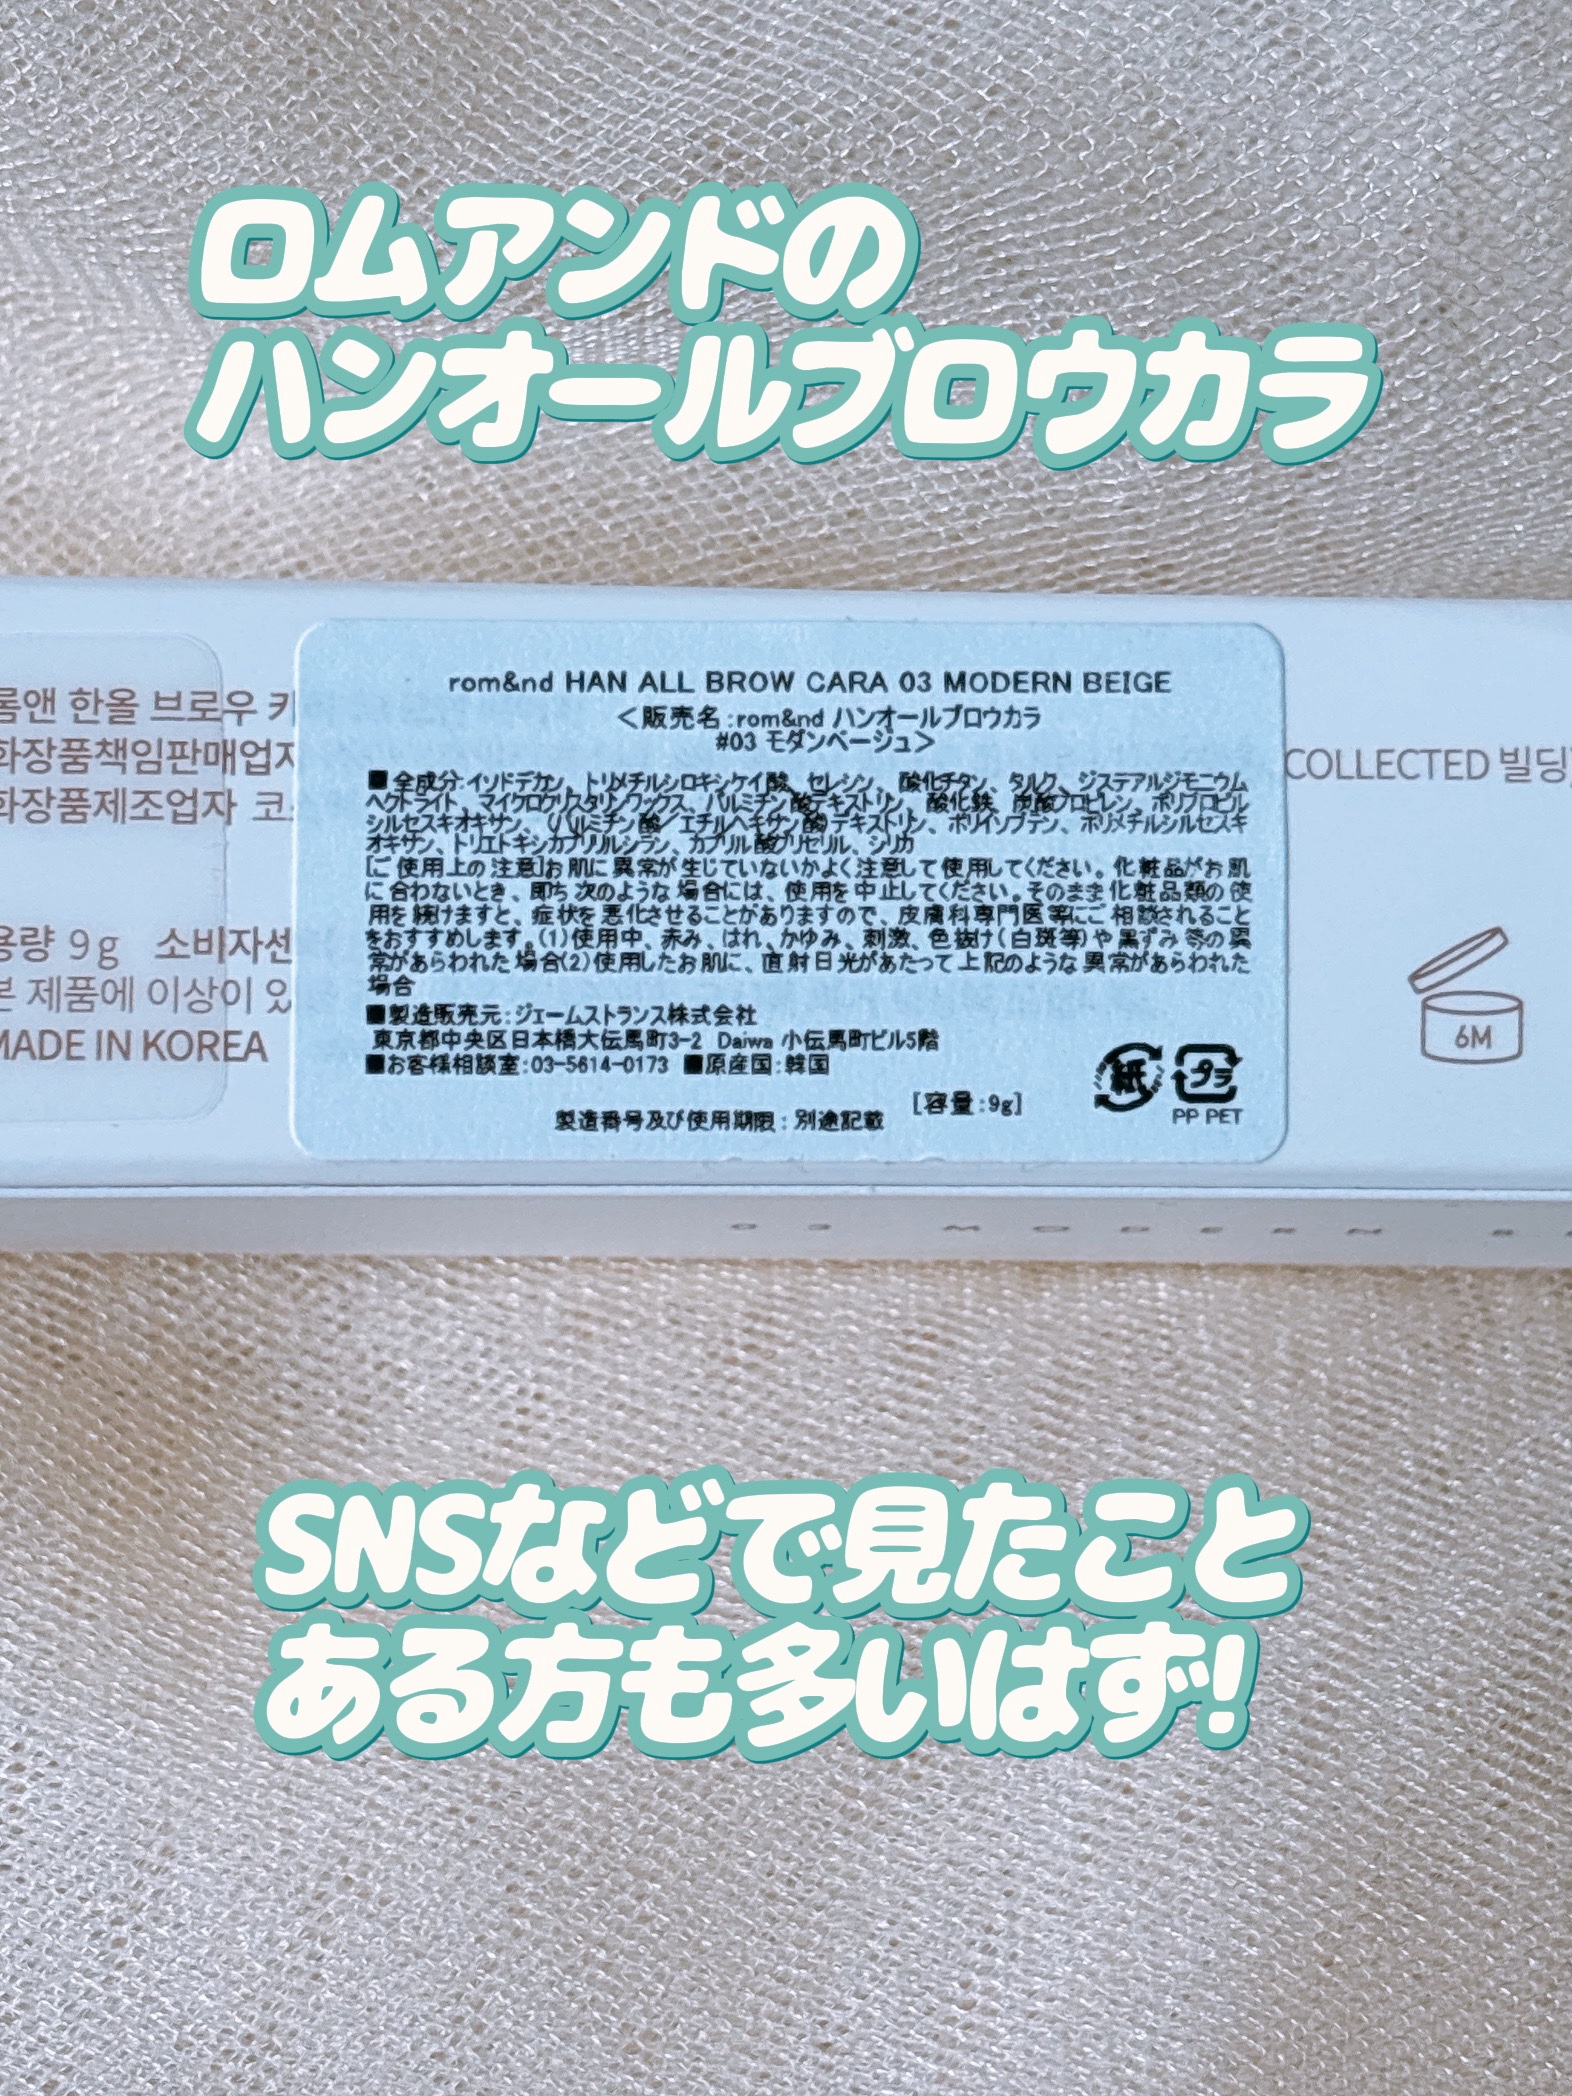 ロムアンドの
ハンオールブロウカラ
롬앤 한올 브로우 카
화장품책임판매업자
화장품제조업자 코
용량 9g 소비자센
본 제품에 이상이 있
MADE IN KOREA
rom&nd HAN ALL BROW CARA 03 MODERN BEIGE
<販売名:rom&nd ハンオールブロウカラ
#03 モダンベージュ>
■全成分:イソドデカン、トリメチルシロキシケイ酸、セレシン、酸化チタン、タルク、ジステアルジモニウム
ヘクトライト、マイクロクリスタリンワックス、パルミチン酸デキストリン、酸化鉄、炭酸プロピレン、ポリプロピル
シルセスキオキサン、(パルミチン酸/エチルヘキサン酸)デキストリン、ポリイソブテン、ポリメチルシルセスキ
オキサン、トリエトキシカプリリルシラン、カプリル酸グリセリル、シリカ
[ご使用上の注意]お肌に異常が生じていないかよく注意して使用してください。化粧品がお肌
に合わないとき、即ち次のような場合には、使用を中止してください。そのまま化粧品類の使
用を続けますと、症状を悪化させることがありますので、皮膚科専門医等にご相談されること
をおすすめします。(1)使用中、赤み、はれ、かゆみ、刺激、色抜け(白斑等)や黒ずみ等の異
常があらわれた場合(2)使用したお肌に、直射日光があたって上記のような異常があらわれた
場合
■製造販売元:ジェームストランス株式会社
東京都中央区日本橋大伝馬町3-2 Daiwa小伝馬町ビル5階
■お客様相談室:03-5614-0173 ■原産国:韓国
[容量:9g]
製造番号及び使用期限:別途記載
紙 プラ
PP PET
COLLECTED 빌딩
6M
03 MODERN
SNSなどで見たこと
ある方も多いはず!